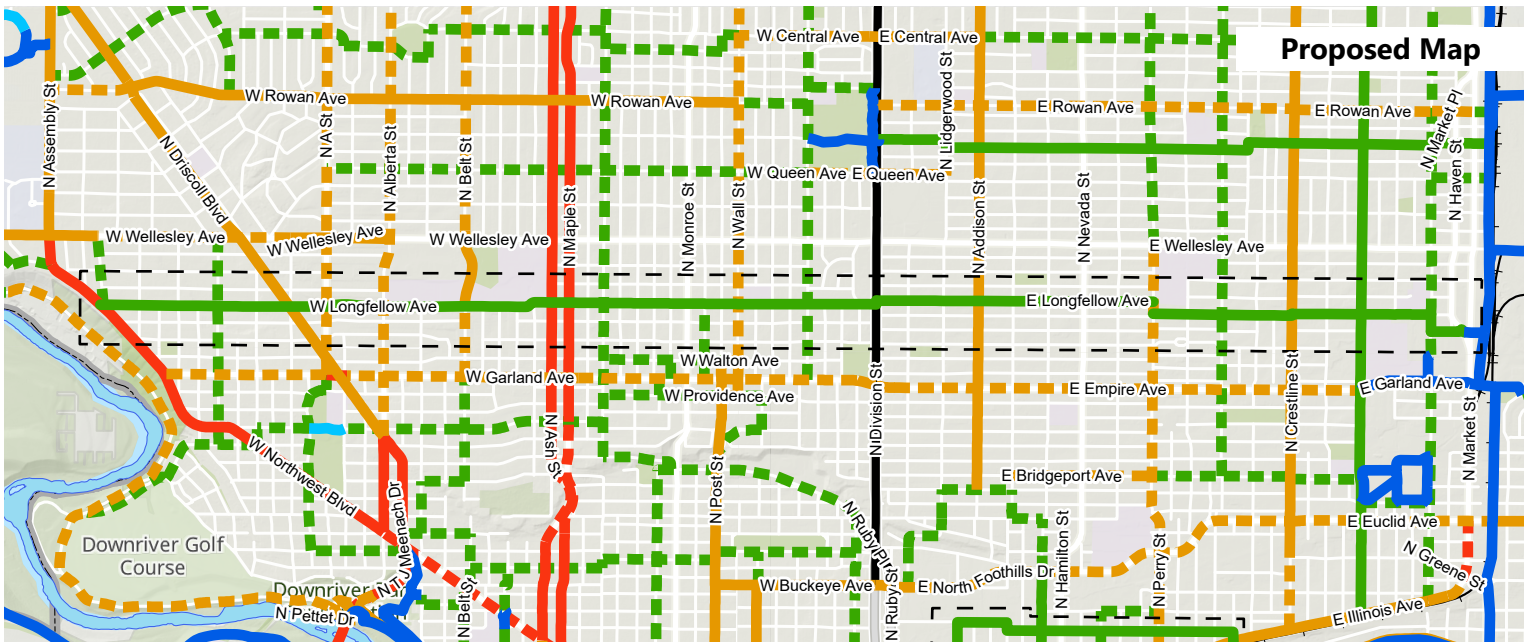 Proposed Map
W Central Ave
E Central Ave
N Lidgerwood St
N Assembly St
W Rowan Ave
W Rowan Ave
E Rowan Ave
E Rowan Ave
N Market Pl
N A St
N Alberta St
N Belt St
N Driscoll Blvd
N Maple St
N Monroe St
N Wall St
W Queen Ave
E Queen Ave
N Addison St
N Nevada St
N Haven St
W Wellesley Ave
W Wellesley Ave
W Wellesley Ave
E Wellesley Ave
W Longfellow Ave
E Longfellow Ave
W Walton Ave
W Garland Ave
W Providence Ave
N Division St
E Empire Ave
N Crestline St
E Garland Ave
N Market St
N Ash St
W Northwest Blvd
N Post St
E Bridgeport Ave
N Ruby Pl
N Hamilton St
N Perry St
E Euclid Ave
N Greene St
Downriver Golf
Course
N T J Meenach Dr
Downriver
N Pettet Dr
N Belt St
W Buckeye Ave
N Ruby St
E North Foothills Dr
E Illinois Ave